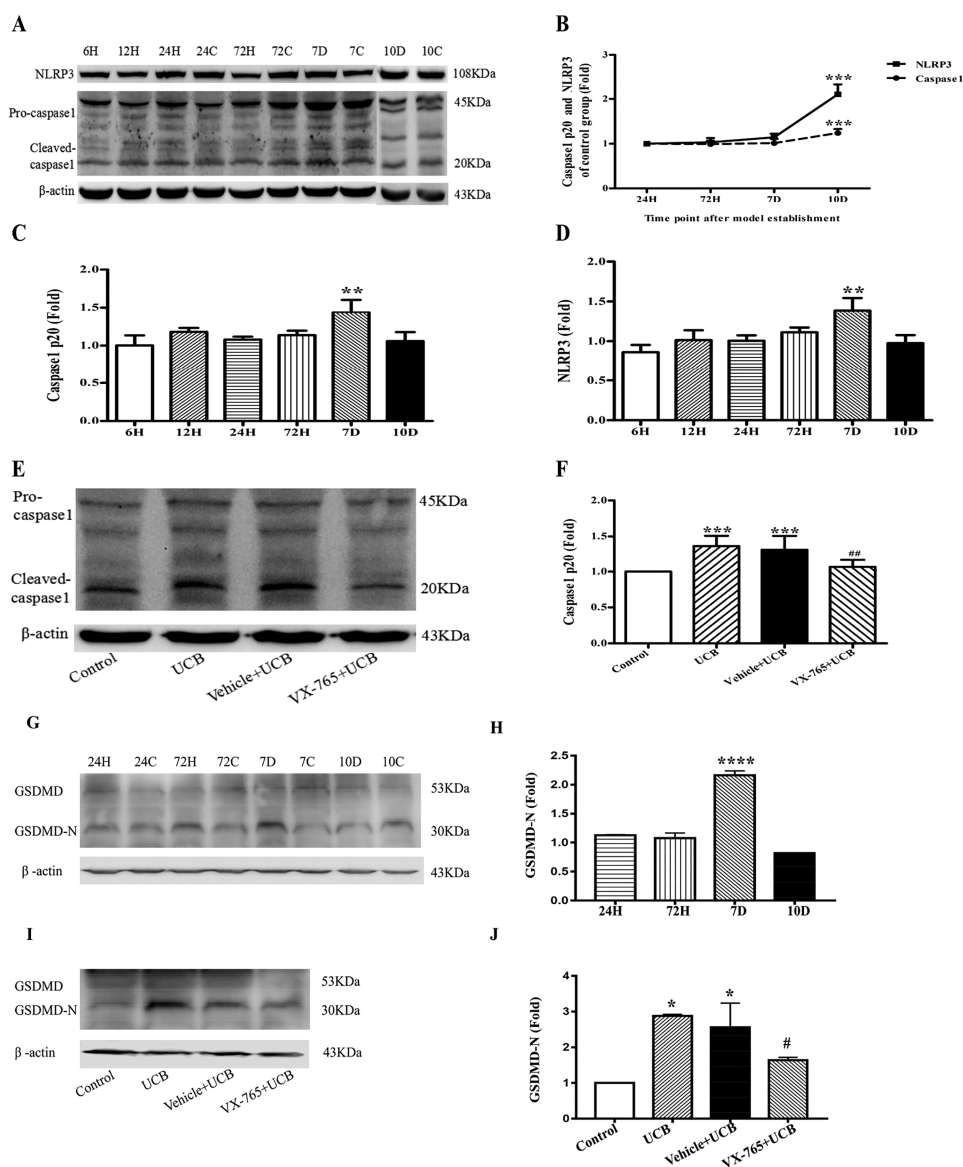 A
6H 12H 24H 24C 72H 72C 7D 7C 10D 10C
NLRP3
108KDa
Pro-caspase1
45KDa
Cleaved-
caspase1
20KDa
β-actin
43KDa
B
Caspase1 p20 and NLRP3
of control group (Fold)
3
2
1
0
***
***
NLRP3
Caspase1
24H 72H 7D 10D
Time point after model establishment
C
Caspase1 p20 (Fold)
2.0
1.5
1.0
0.5
0.0
**
6H 12H 24H 72H 7D 10D
D
NLRP3 (Fold)
2.0
1.5
1.0
0.5
0.0
**
6H 12H 24H 72H 7D 10D
E
Pro-
caspase1
45KDa
Cleaved-
caspase1
20KDa
β-actin
43KDa
Control UCB Vehicle+UCB VX-765+UCB
F
Caspase1 p20 (Fold)
2.0
1.5
1.0
0.5
0.0
***
***
##
Control UCB Vehicle+UCB VX-765+UCB
G
24H 24C 72H 72C 7D 7C 10D 10C
GSDMD
53KDa
GSDMD-N
30KDa
β -actin
43KDa
H
GSDMD-N (Fold)
2.5
2.0
1.5
1.0
0.5
0.0
****
24H 72H 7D 10D
I
GSDMD
53KDa
GSDMD-N
30KDa
β -actin
43KDa
Control UCB Vehicle+UCB VX-765+UCB
J
GSDMD-N (Fold)
4
3
2
1
0
*
*
#
Control UCB Vehicle+UCB VX-765+UCB